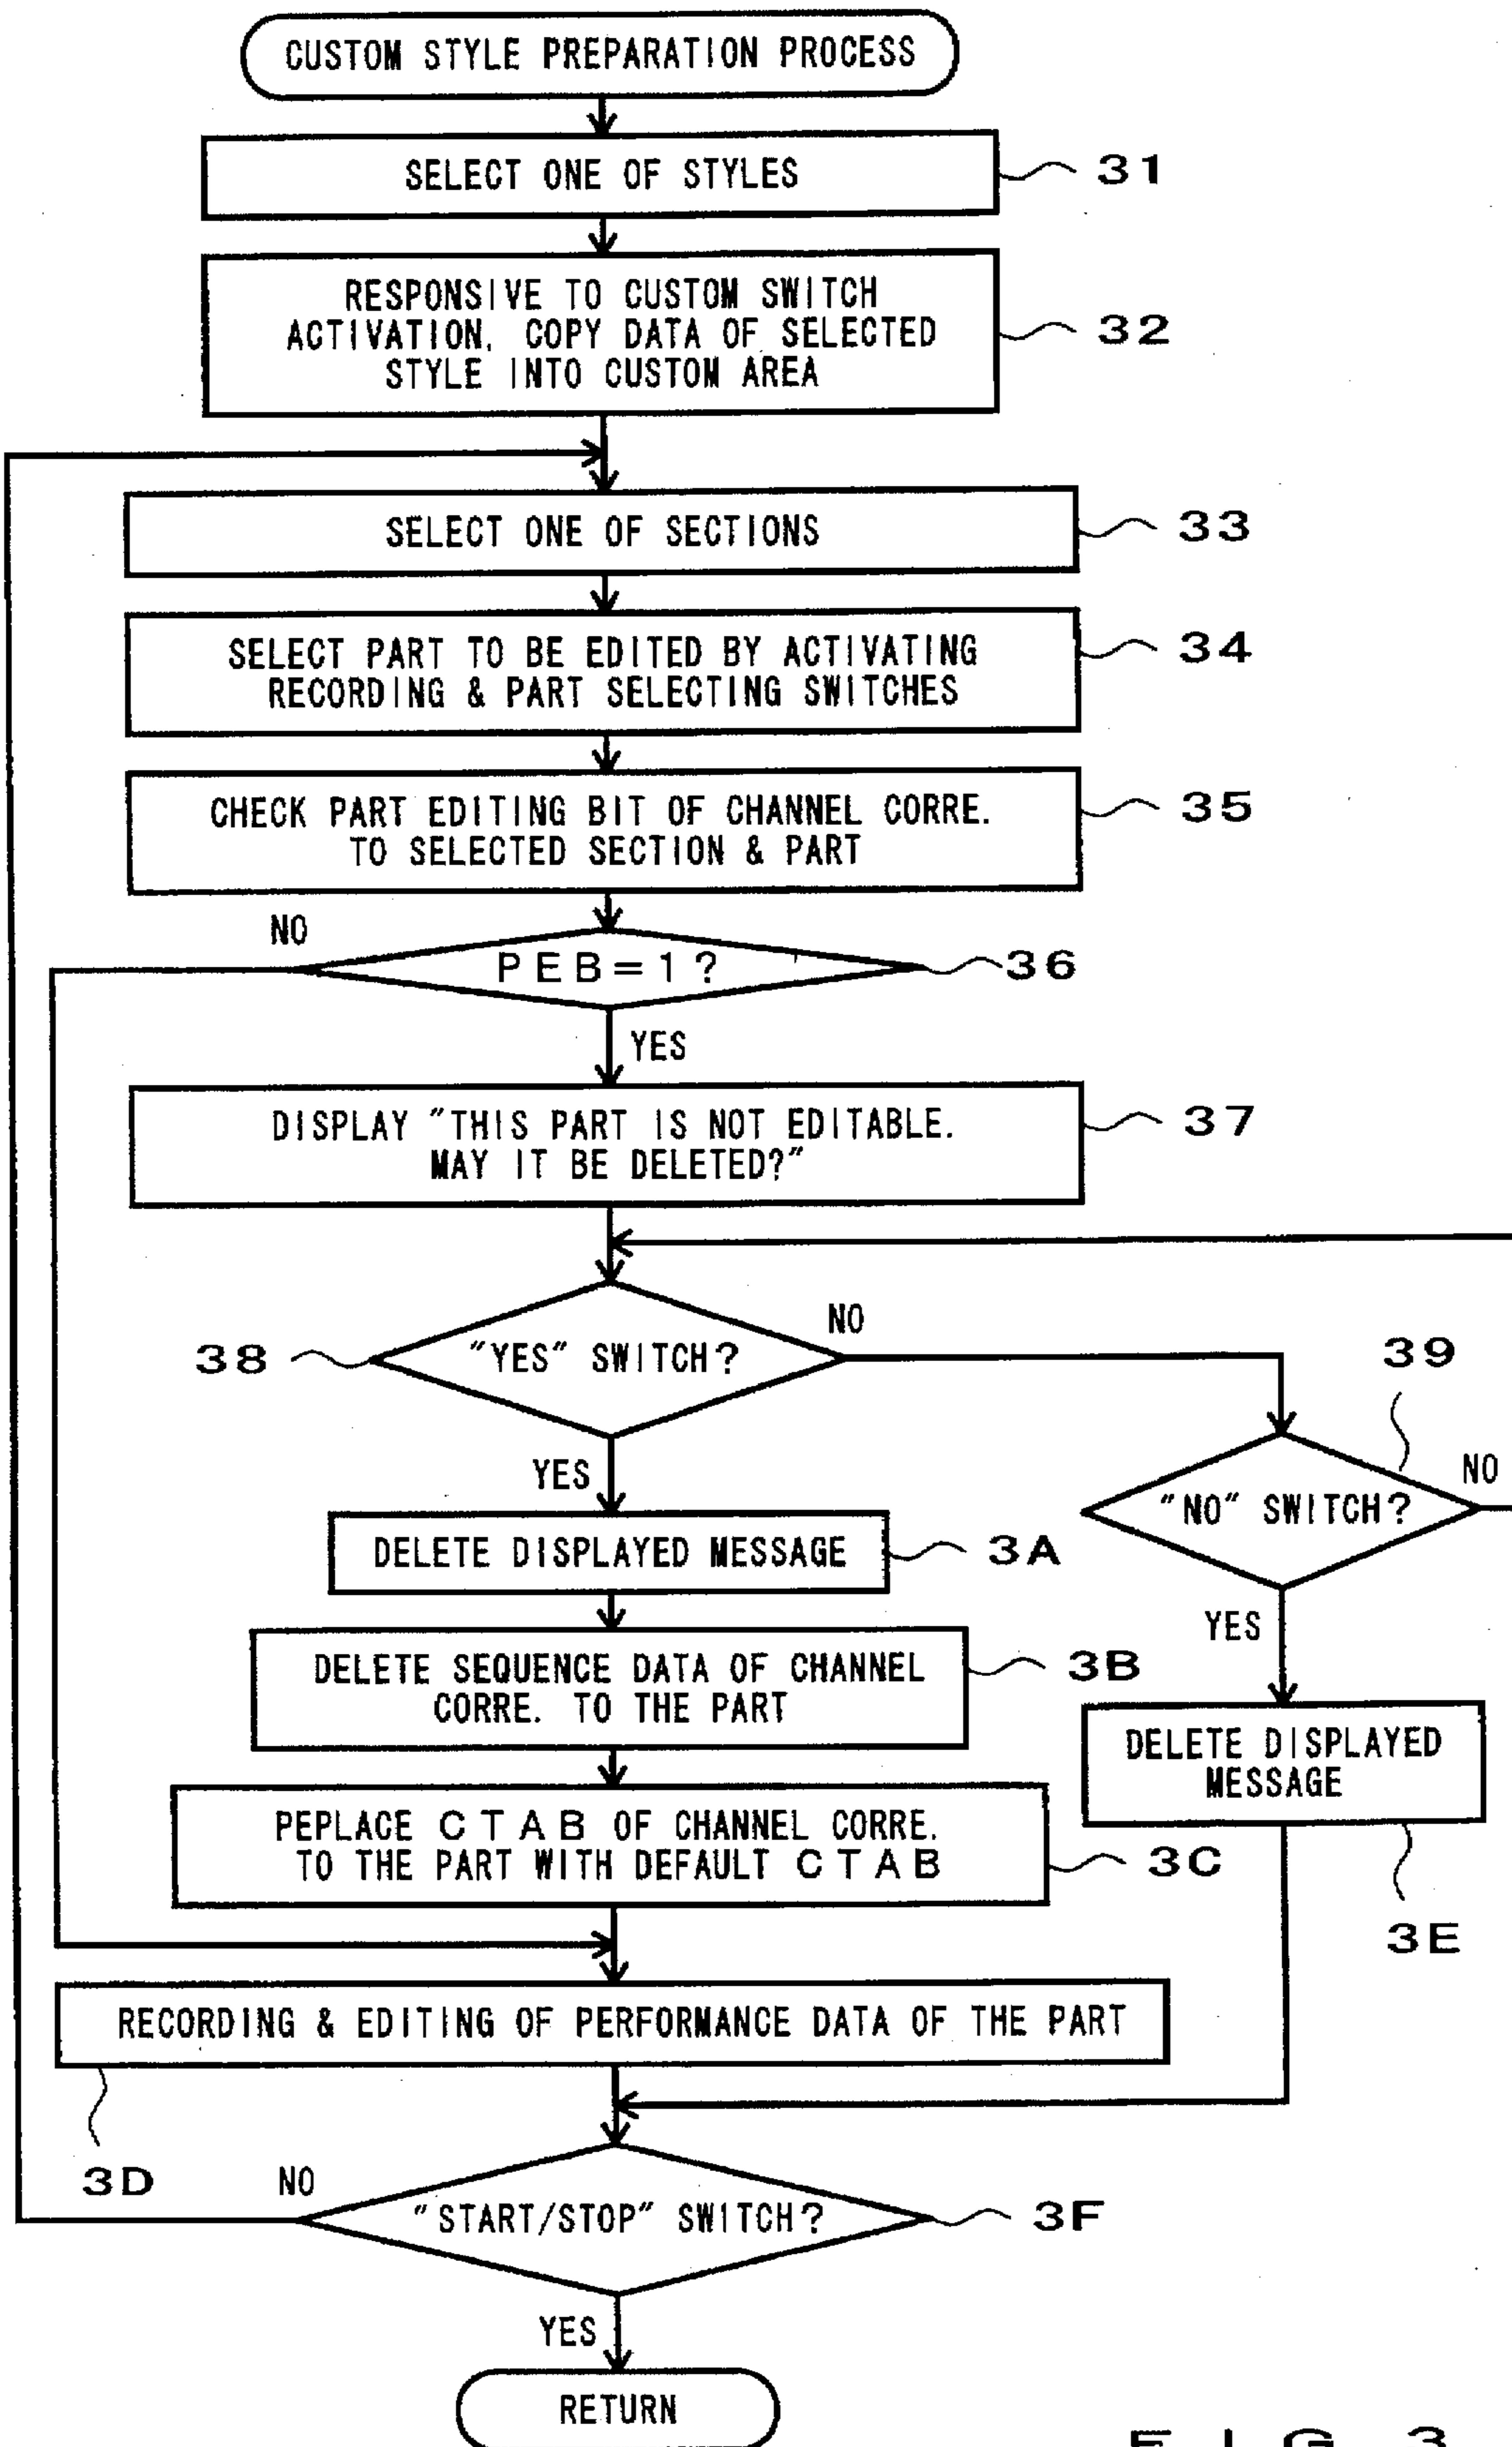 CUSTOM STYLE PREPARATION PROCESS
SELECT ONE OF STYLES
31
RESPONSIVE TO CUSTOM SWITCH
ACTIVATION, COPY DATA OF SELECTED
STYLE INTO CUSTOM AREA
32
SELECT ONE OF SECTIONS
33
SELECT PART TO BE EDITED BY ACTIVATING
RECORDING & PART SELECTING SWITCHES
34
CHECK PART EDITING BIT OF CHANNEL CORRE.
TO SELECTED SECTION & PART
35
NO
PEB=1?
36
YES
DISPLAY "THIS PART IS NOT EDITABLE.
MAY IT BE DELETED?"
37
38
"YES" SWITCH?
NO
39
"NO" SWITCH?
NO
YES
DELETE DISPLAYED MESSAGE
3A
YES
DELETE SEQUENCE DATA OF CHANNEL
CORRE. TO THE PART
3B
DELETE DISPLAYED
MESSAGE
3E
PEPLACE CTAB OF CHANNEL CORRE.
TO THE PART WITH DEFAULT CTAB
3C
RECORDING & EDITING OF PERFORMANCE DATA OF THE PART
3D
NO
"START/STOP" SWITCH?
3F
YES
RETURN
FIG. 3